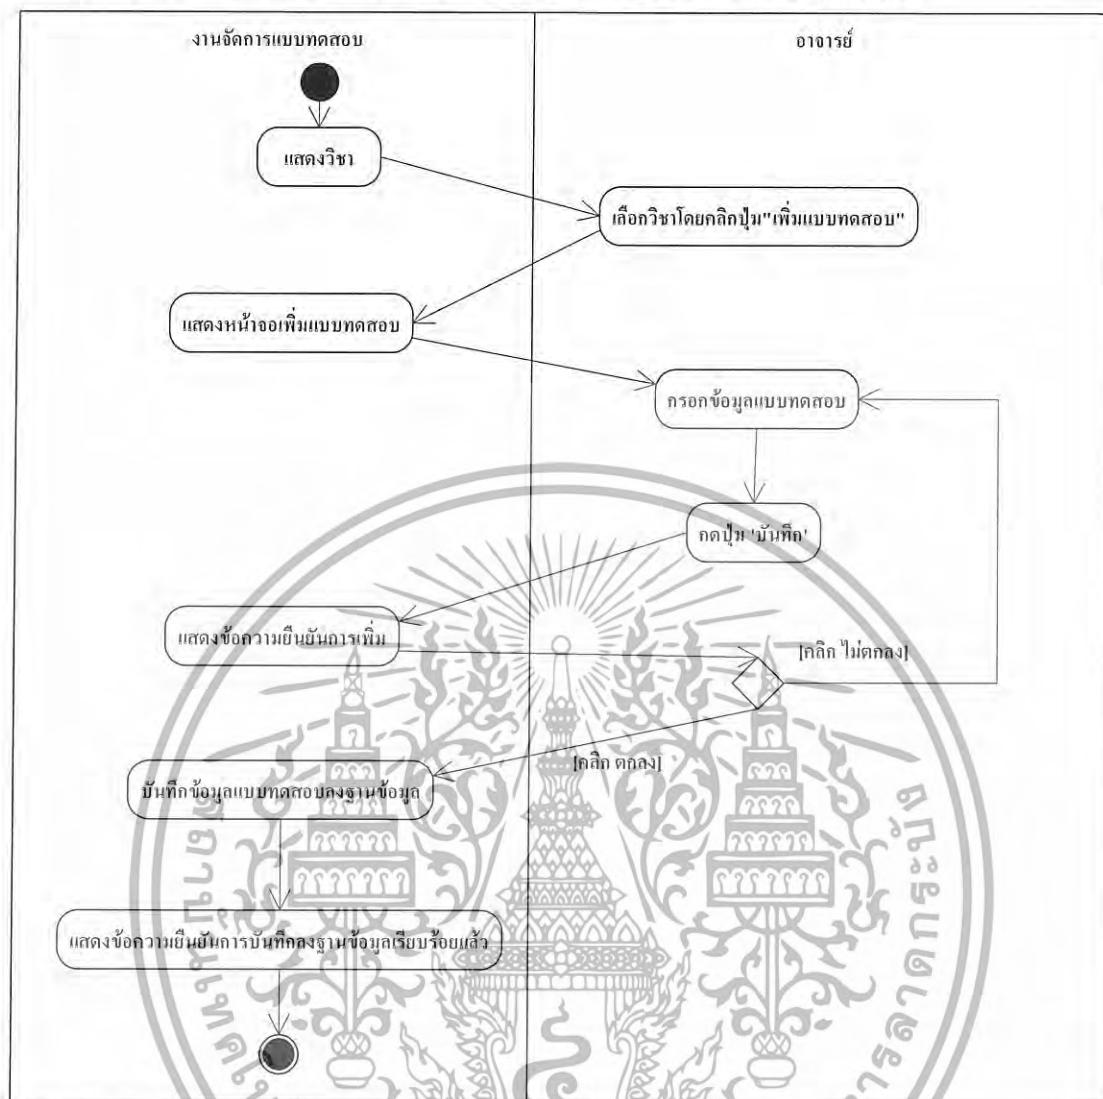 งานจัดการแบบทดสอบ
อาจารย์
แสดงวิชา
เลือกวิชาโดยคลิกปุ่ม"เพิ่มแบบทดสอบ"
แสดงหน้าจอเพิ่มแบบทดสอบ
กรอกข้อมูลแบบทดสอบ
กดปุ่ม 'บันทึก'
แสดงข้อความยืนยันการเพิ่ม
[คลิก ไม่ตกลง]
[คลิก ตกลง]
บันทึกข้อมูลแบบทดสอบลงฐานข้อมูล
แสดงข้อความยืนยันการบันทึกลงฐานข้อมูลเรียบร้อยแล้ว